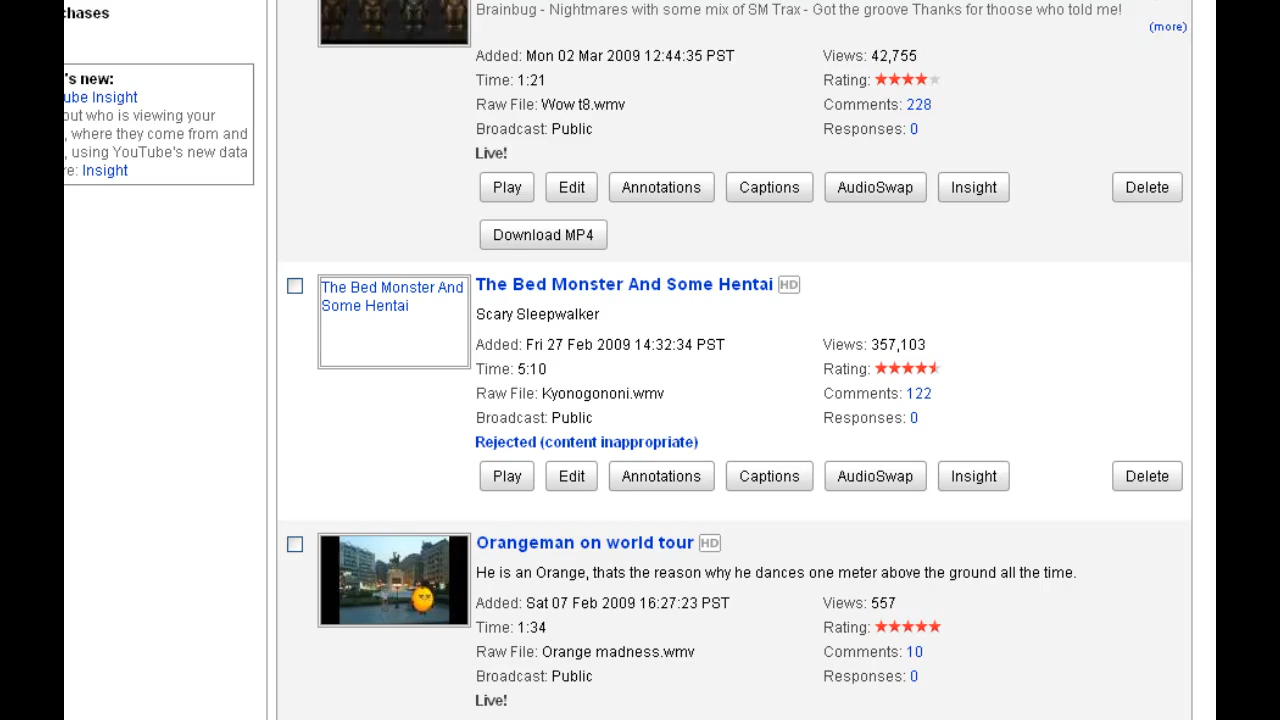 chases
's new:
ube Insight
out who is viewing your
, where they come from and
, using YouTube's new data
re: Insight
Brainbug - Nightmares with some mix of SM Trax - Got the groove Thanks for thoose who told me!
(more)
Added: Mon 02 Mar 2009 12:44:35 PST
Views: 42,755
Time: 1:21
Rating:
Raw File: Wow t8.wmv
Comments: 228
Broadcast: Public
Responses: 0
Live!
Play Edit Annotations Captions AudioSwap Insight Delete
Download MP4
The Bed Monster And Some Hentai
The Bed Monster And Some Hentai HD
Scary Sleepwalker
Added: Fri 27 Feb 2009 14:32:34 PST
Views: 357,103
Time: 5:10
Rating:
Raw File: Kyonogononi.wmv
Comments: 122
Broadcast: Public
Responses: 0
Rejected (content inappropriate)
Play Edit Annotations Captions AudioSwap Insight Delete
Orangeman on world tour HD
He is an Orange, thats the reason why he dances one meter above the ground all the time.
Added: Sat 07 Feb 2009 16:27:23 PST
Views: 557
Time: 1:34
Rating:
Raw File: Orange madness.wmv
Comments: 10
Broadcast: Public
Responses: 0
Live!